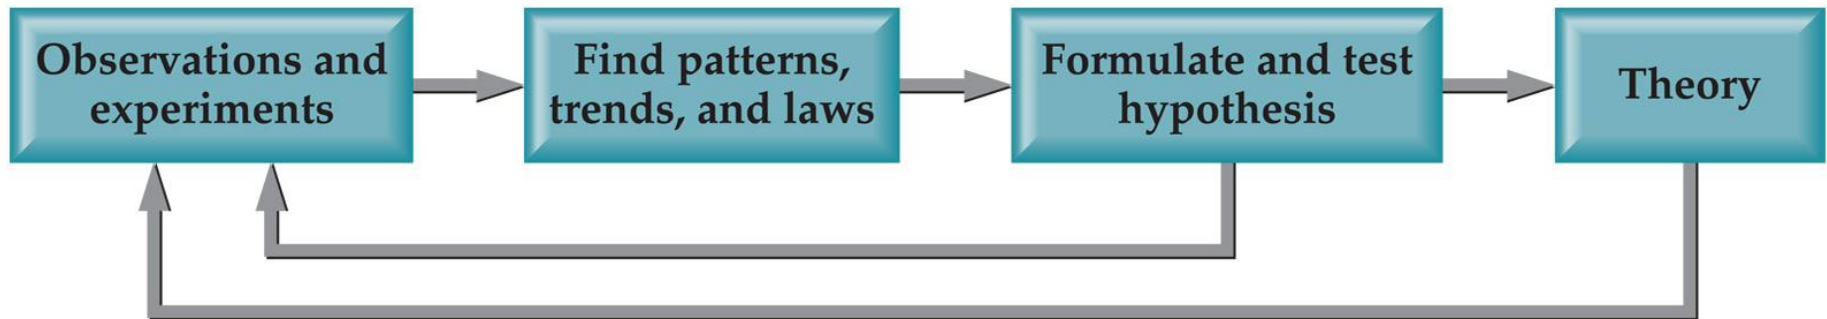 Observations and
experiments
Find patterns,
trends, and laws
Formulate and test
hypothesis
Theory